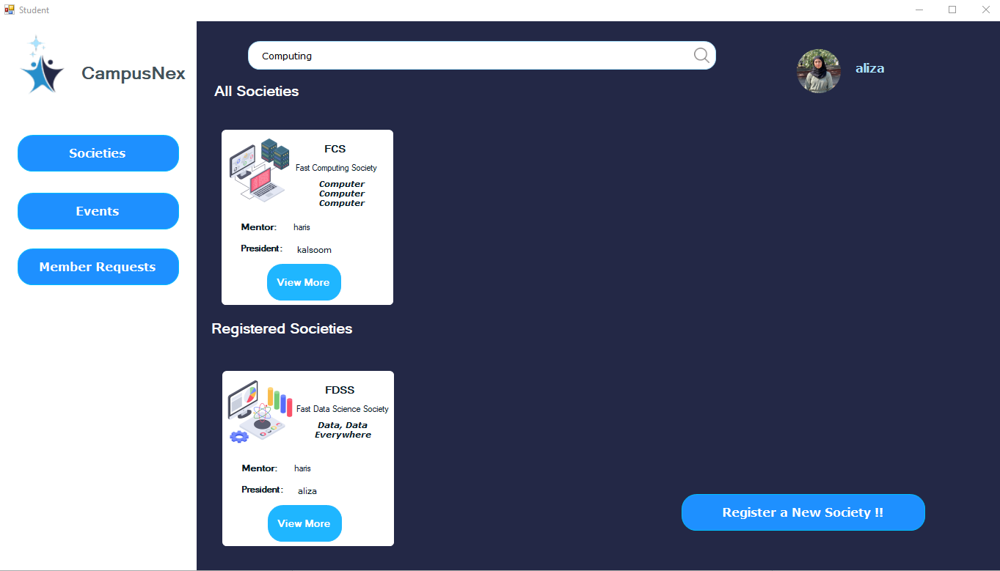 Student
CampusNex
Computing
aliza
All Societies
Societies
Events
Member Requests
FCS
Fast Computing Society
Computer
Computer
Computer
Mentor: haris
President: kalsoom
View More
Registered Societies
FDSS
Fast Data Science Society
Data, Data
Everywhere
Mentor: haris
President: aliza
View More
Register a New Society !!